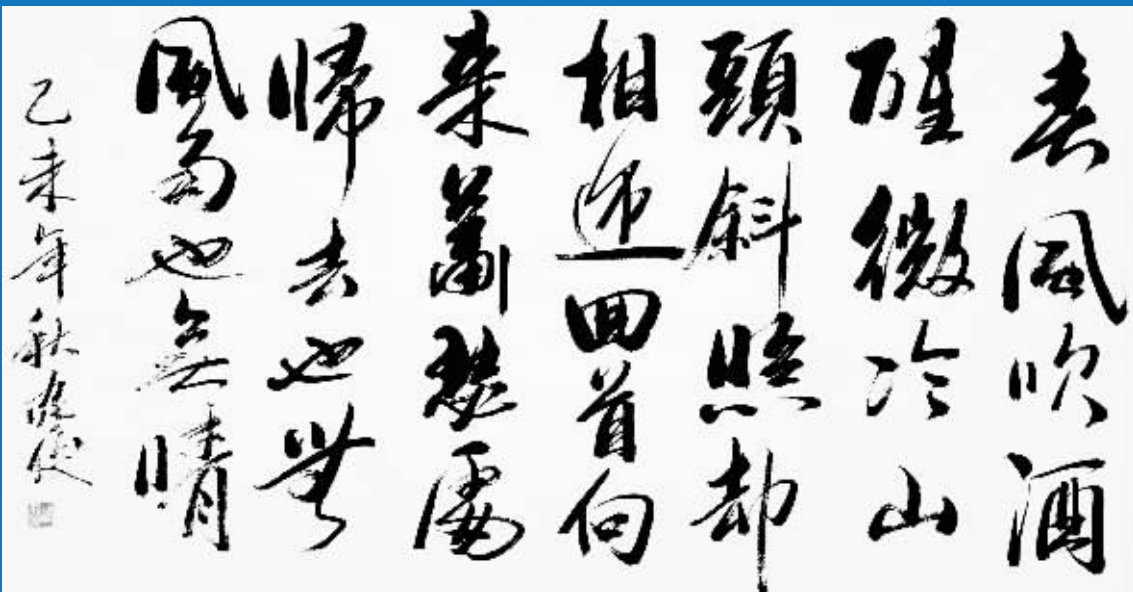 春風吹酒
醒微冷山
頭斜照却
相迎回首向
来蕭瑟處
歸去也無
風雨也無晴
乙未年秋